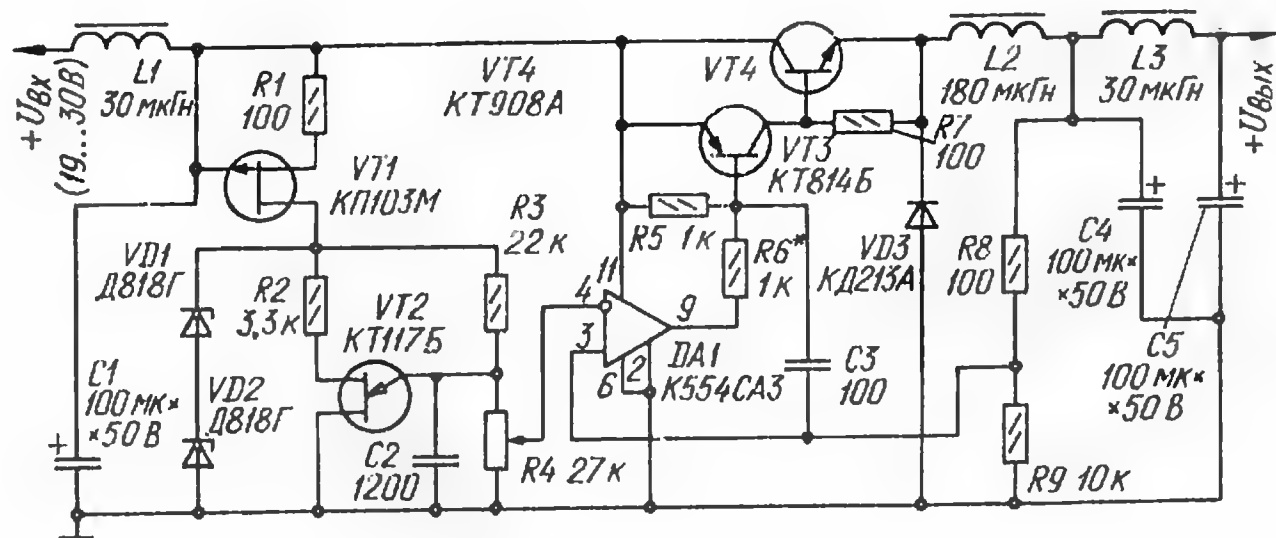 +Uвх
(19...30В)
L1
30 мкГн
R1
100
VT4
КТ908А
VT4
L2
180 мкГн
L3
30 мкГн
+Uвых
VT1
КП103М
VT3
КТ814Б
R7
100
VD1
Д818Г
R2
3,3к
R3
22 к
VT2
КТ117Б
R5 1к
R6*
1к
VD3
КД213А
R8
100
C4
100 мк×
×50 В
11
4
3
9
6
2
DA1
К554СА3
C3
100
C5
100 мк×
×50 В
C1
100 мк×
×50 В
VD2
Д818Г
C2
1200
R4 27к
R9 10к
+
+
+